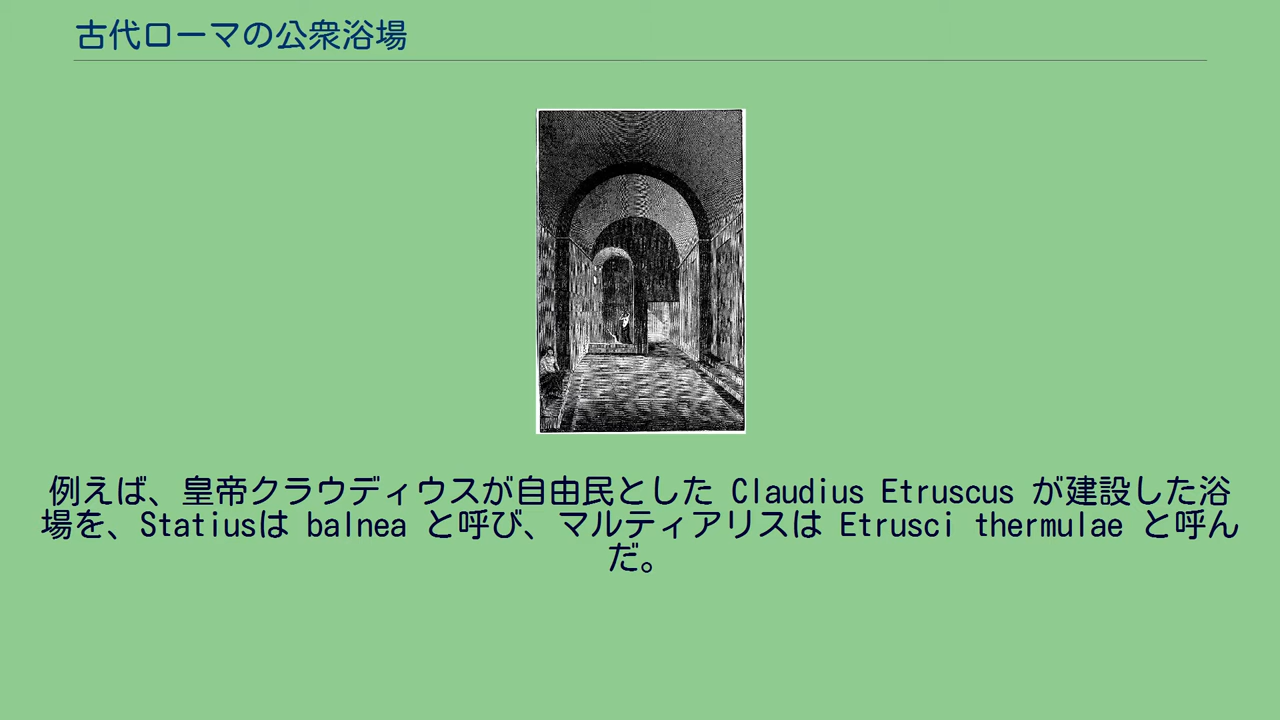 古代ローマの公衆浴場
例えば、皇帝クラウディウスが自由民とした Claudius Etruscus が建設した浴
場を、Statiusは balnea と呼び、マルティアリスは Etrusci thermulae と呼ん
だ。